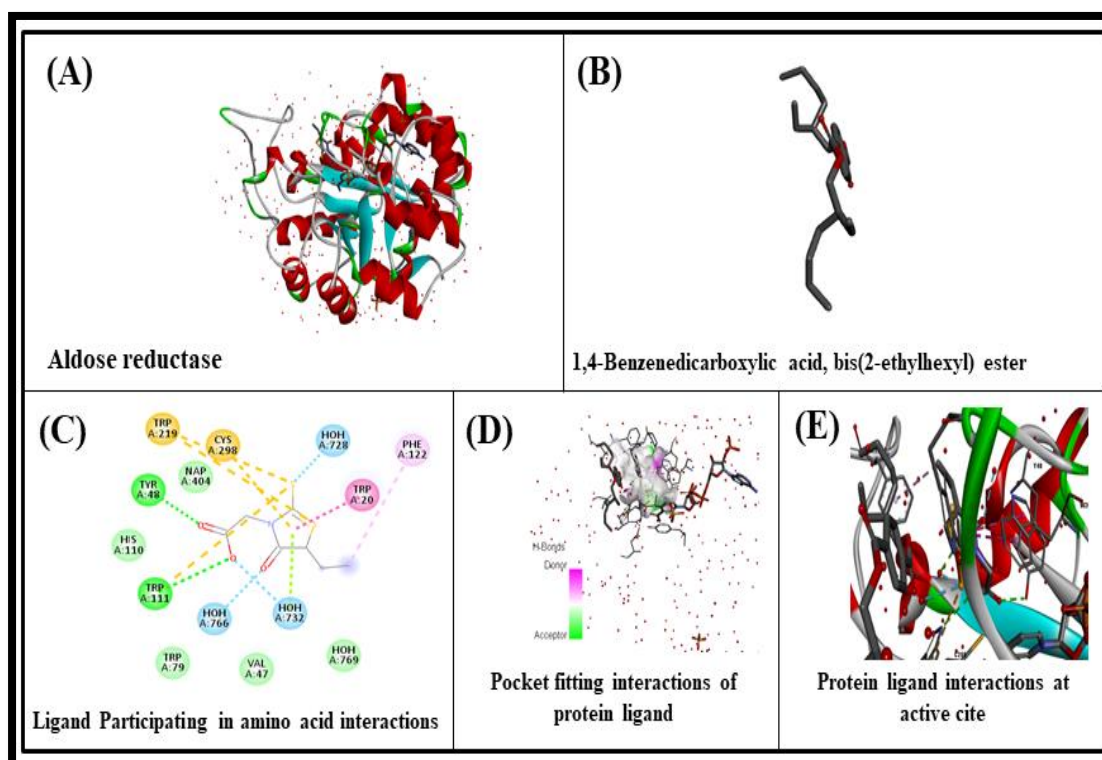 (A)
Aldose reductase
(B)
1,4-Benzenedicarboxylic acid, bis(2-ethylhexyl) ester
(C)
TRP
A:219
CYS
A:298
HOH
A:728
PHE
A:122
NAP
A:404
TYR
A:48
TRP
A:20
HIS
A:110
TRP
A:111
HOH
A:766
HOH
A:732
TRP
A:79
VAL
A:47
HOH
A:769
Ligand Participating in amino acid interactions
(D)
H-Bonds
Donor
Acceptor
Pocket fitting interactions of
protein ligand
(E)
Protein ligand interactions at
active cite